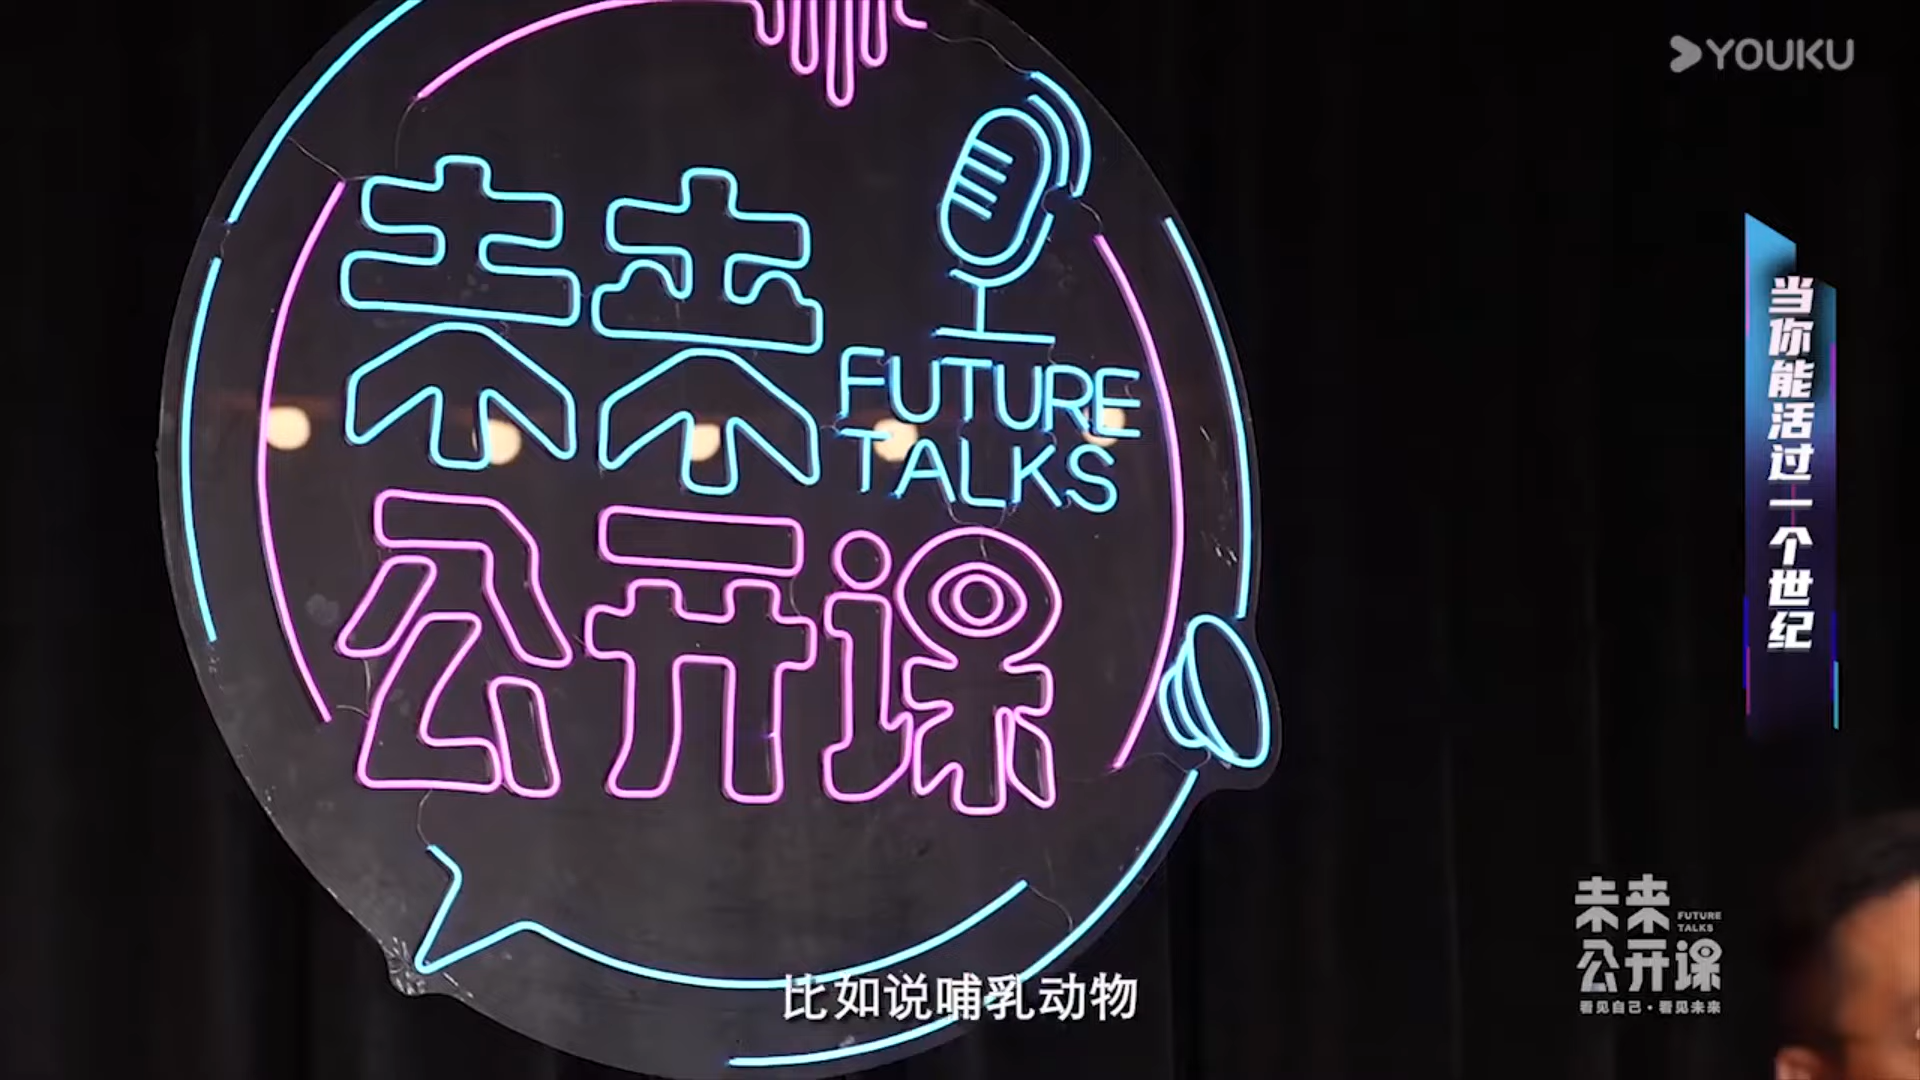 YOUKU
未来
FUTURE
TALKS
公开课
当你能活过一个世纪
未来
FUTURE
TALKS
公开课
看见自己·看见未来
比如说哺乳动物